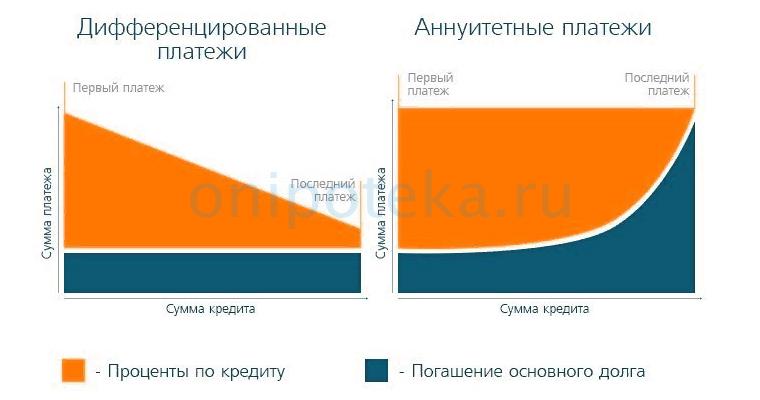 Дифференцированные
платежи
Первый платеж
Последний
платеж
Сумма платежа
Сумма кредита
Аннуитетные платежи
Первый
платеж
Последний
платеж
Сумма платежа
Сумма кредита
onipoteka.ru
- Проценты по кредиту
- Погашение основного долга